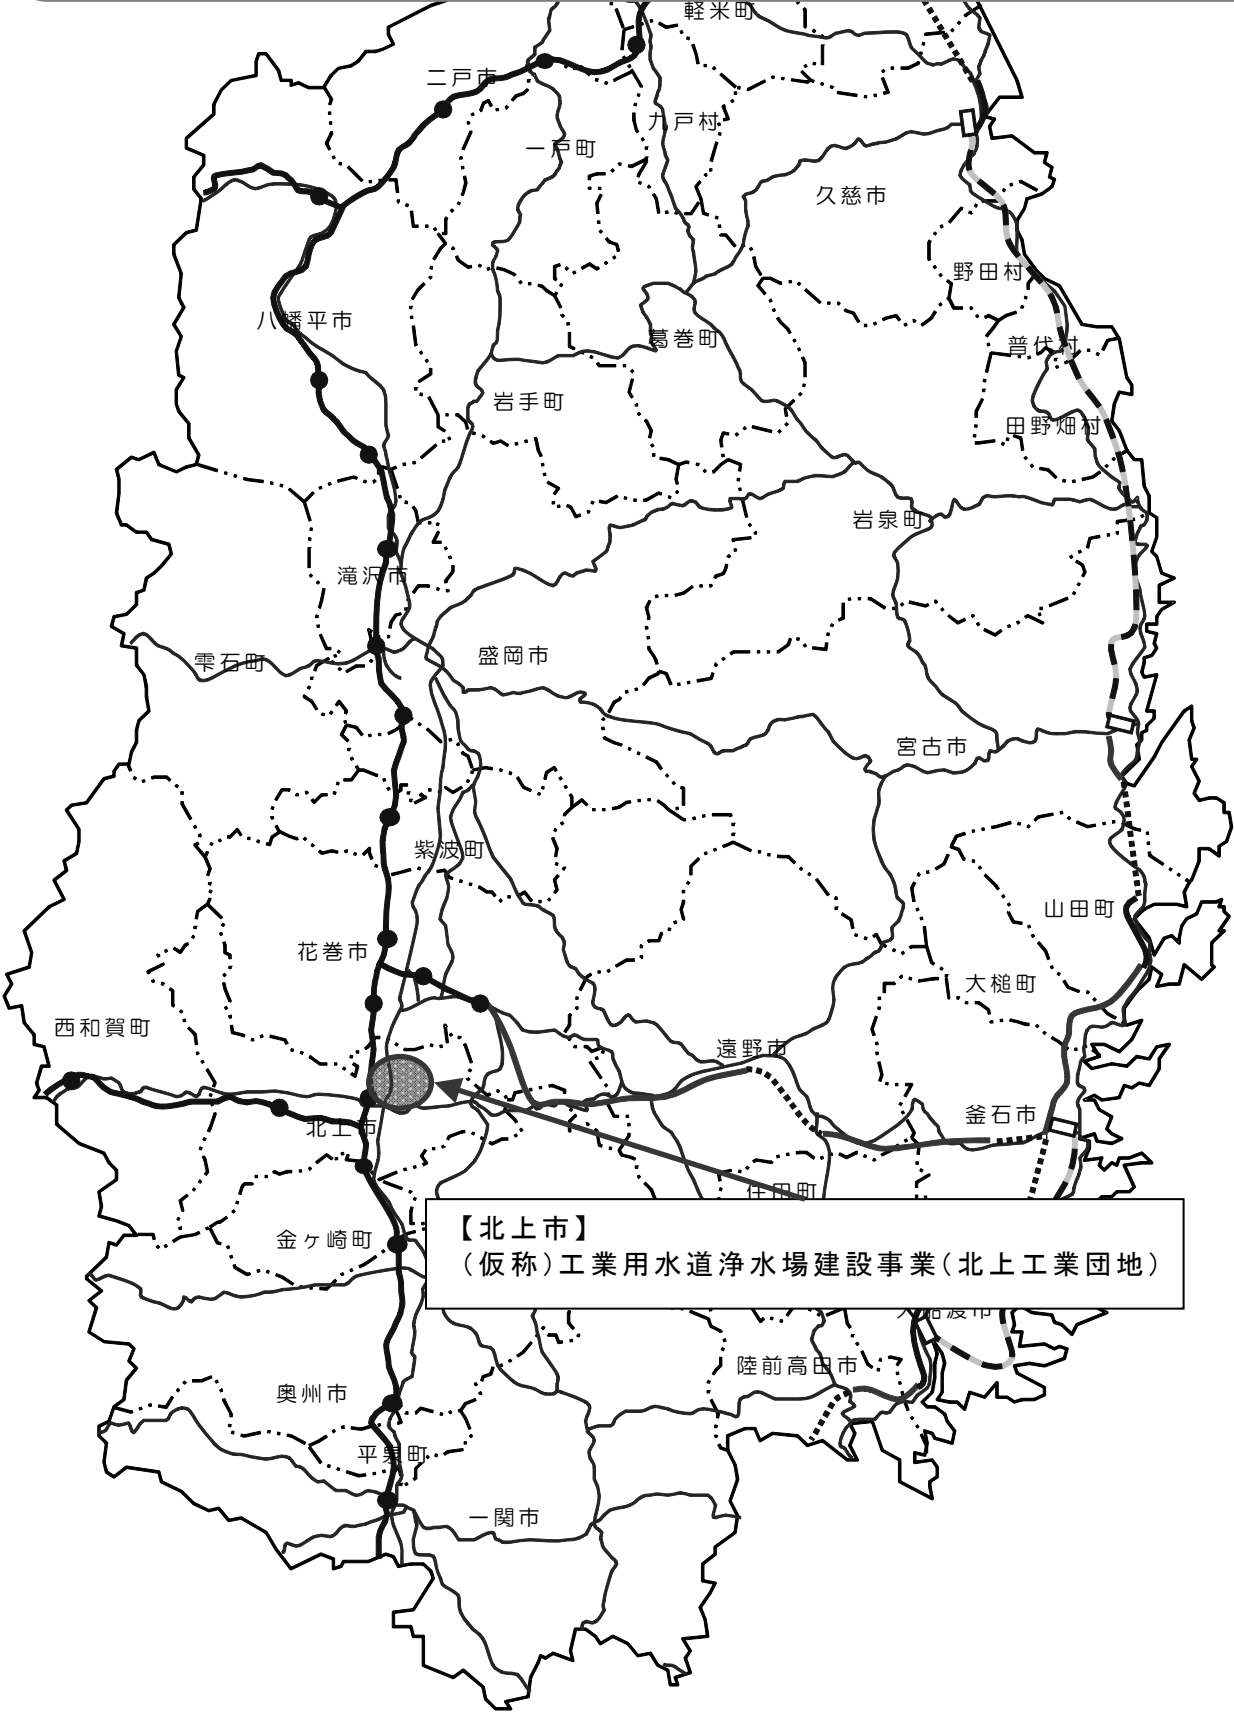 軽米町
二戸市
九戸村
一戸町
久慈市
野田村
八幡平市
葛巻町
普代村
岩手町
田野畑村
岩泉町
滝沢市
盛岡市
雫石町
宮古市
紫波町
山田町
花巻市
大槌町
西和賀町
遠野市
釜石市
北上市
住田町
【北上市】
(仮称)工業用水道浄水場建設事業(北上工業団地)
金ヶ崎町
大船渡市
陸前高田市
奥州市
平泉町
一関市